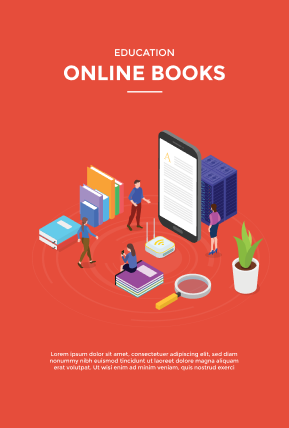 EDUCATION
ONLINE BOOKS
A
Lorem ipsum dolor sit amet, consectetuer adipiscing elit, sed diam
nonummy nibh euismod tincidunt ut laoreet dolore magna aliquam
erat volutpat. Ut wisi enim ad minim veniam, quis nostrud exerci